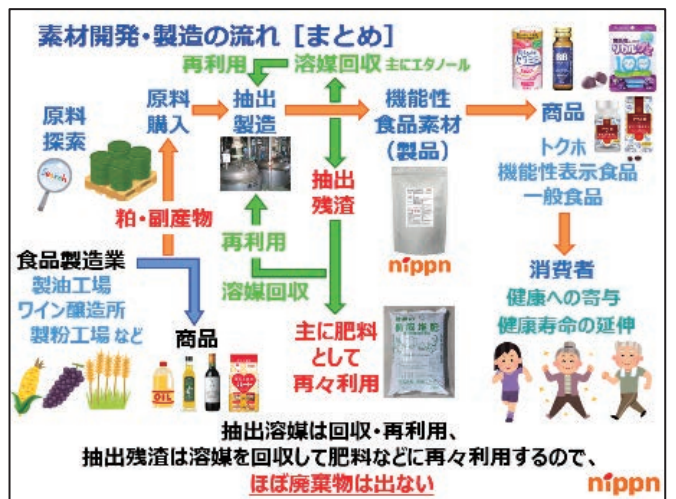 素材開発・製造の流れ［まとめ］
再利用
溶媒回収 主にエタノール
原料
探索
Search
原料
購入
抽出
製造
機能性
食品素材
（製品）
商品
トクホ
機能性表示食品
一般食品
粕・副産物
抽出
残渣
nippn
再利用
溶媒回収
食品製造業
製油工場
ワイン醸造所
製粉工場 など
商品
OIL
主に肥料
として
再々利用
消費者
健康への寄与
健康寿命の延伸
抽出溶媒は回収・再利用、
抽出残渣は溶媒を回収して肥料などに再々利用するので、
ほぼ廃棄物は出ない
nippn